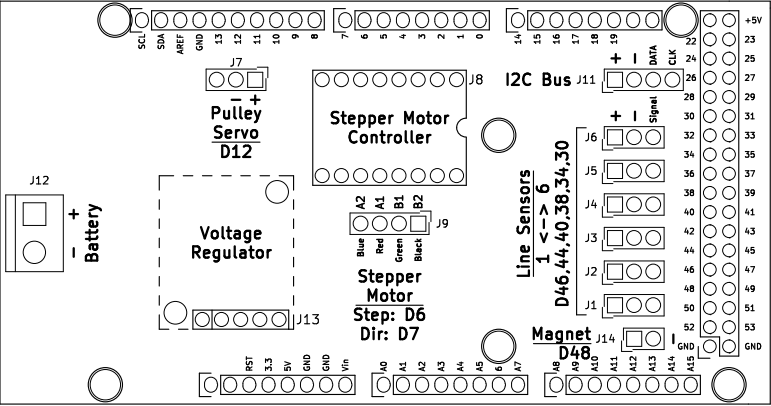 SCL SDA AREF GND 13 12 11 10 9 8
7 6 5 4 3 2 1 0
14 15 16 17 18 19
+5V
22 23
24 25
26 27
28 29
30 31
32 33
34 35
36 37
38 39
40 41
42 43
44 45
46 47
48 49
50 51
52 53
GND GND
J7
- +
Pulley
Servo
D12
J8
Stepper Motor
Controller
I2C Bus J11
+ - DATA CLK
+ - Signal
J6
J5
J4
J3
J2
J1
Line Sensors
1 <-> 6
D46,44,40,38,34,30
Magnet J14 -
D48
J12
+
-
Battery
Voltage
Regulator
J13
A2 A1 B1 B2
J9
Blue Red Green Black
Stepper
Motor
Step: D6
Dir: D7
RST 3.3 5V GND GND Vin
A0 A1 A2 A3 A4 A5 6 A7
A8 A9 A10 A11 A12 A13 A14 A15